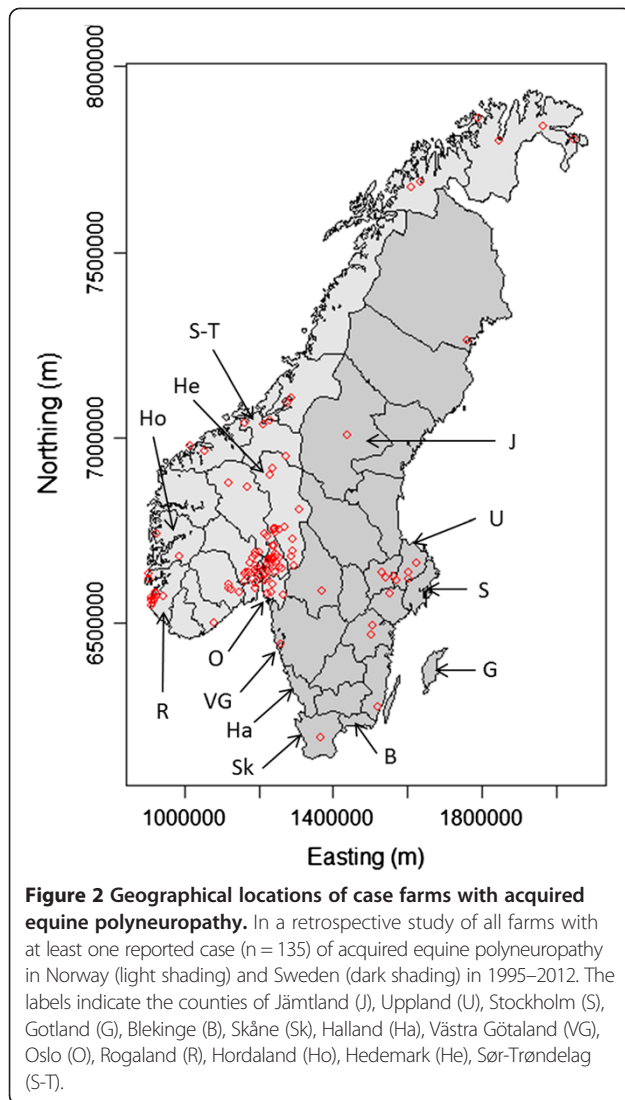 8000000
7500000
7000000
6500000
Northing (m)
S-T
He
Ho
J
U
S
O
G
VG
R
Ha
B
Sk
1000000 1400000 1800000
Easting (m)
Figure 2 Geographical locations of case farms with acquired
equine polyneuropathy. In a retrospective study of all farms with
at least one reported case (n = 135) of acquired equine polyneuropathy
in Norway (light shading) and Sweden (dark shading) in 1995–2012. The
labels indicate the counties of Jämtland (J), Uppland (U), Stockholm (S),
Gotland (G), Blekinge (B), Skåne (Sk), Halland (Ha), Västra Götaland (VG),
Oslo (O), Rogaland (R), Hordaland (Ho), Hedemark (He), Sør-Trøndelag
(S-T).